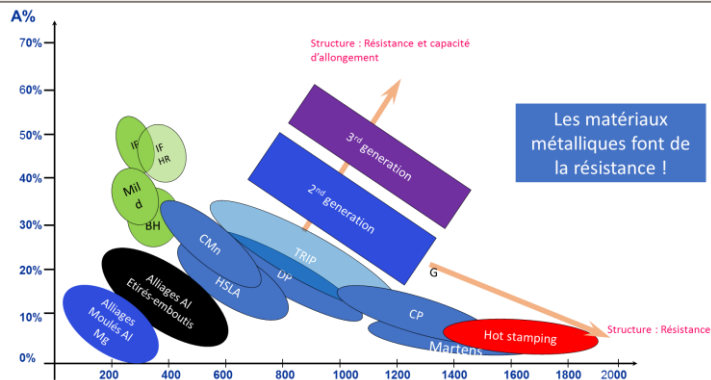 A%
70%
Structure : Résistance et capacité
d'allongement
60%
50%
40%
30%
20%
10%
0%
Les matériaux
métalliques font de
la résistance !
3rd generation
2nd generation
IF
IF
HR
Mil
d
BH
CMn
TRIP
DP
HSLA
Alliages Al
Etirés-emboutis
Alliages
Moulés Al
Mg
G
CP
Hot stamping
Martens
Structure : Résistance
200
400
600
800
1000
1200
1400
1600
1800
2000